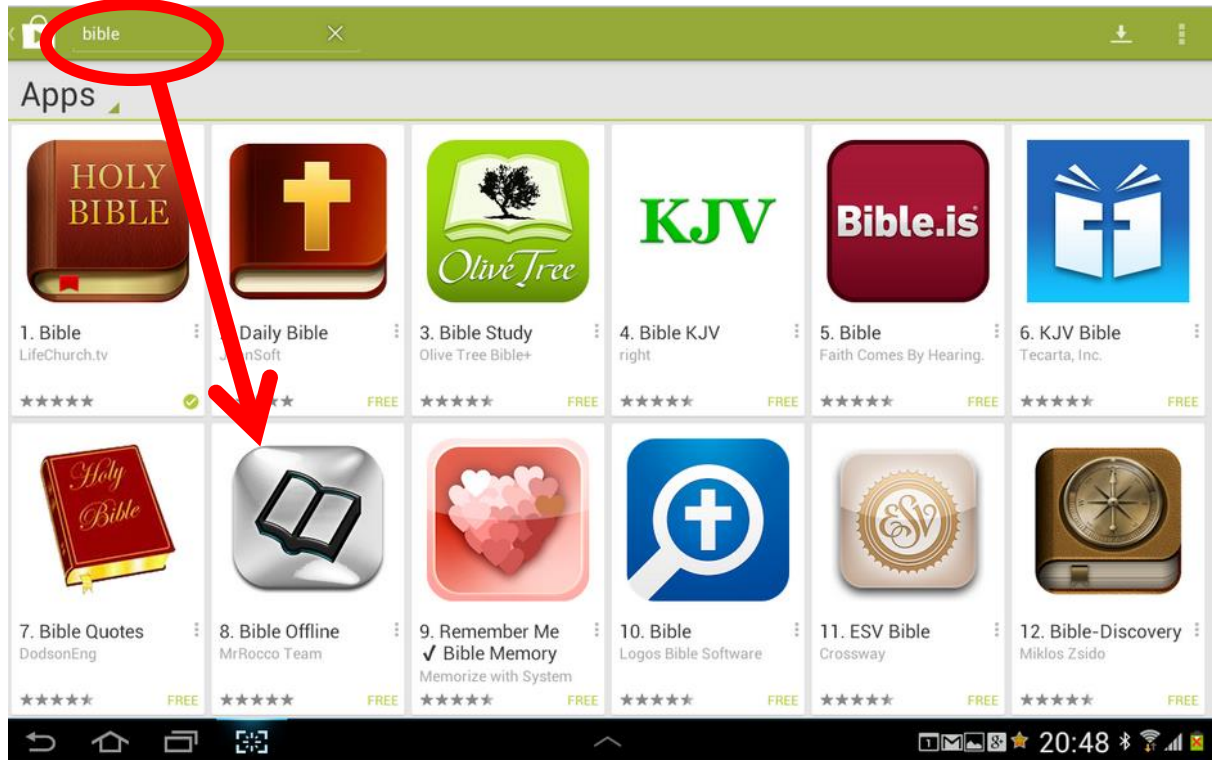 bible
Apps
HOLY
BIBLE
Olive Tree
KJV
Bible.is
1. Bible
Daily Bible
3. Bible Study
4. Bible KJV
5. Bible
6. KJV Bible
LifeChurch.tv
Olive Tree Bible+
right
Faith Comes By Hearing.
Tecarta, Inc.
FREE
FREE
FREE
FREE
FREE
Holy
Bible
ESV
7. Bible Quotes
8. Bible Offline
9. Remember Me
✓ Bible Memory
10. Bible
11. ESV Bible
12. Bible-Discovery
DodsonEng
MrRocco Team
Memorize with System
Logos Bible Software
Crossway
Miklos Zsido
FREE
FREE
FREE
FREE
FREE
FREE
1
8+
20:48